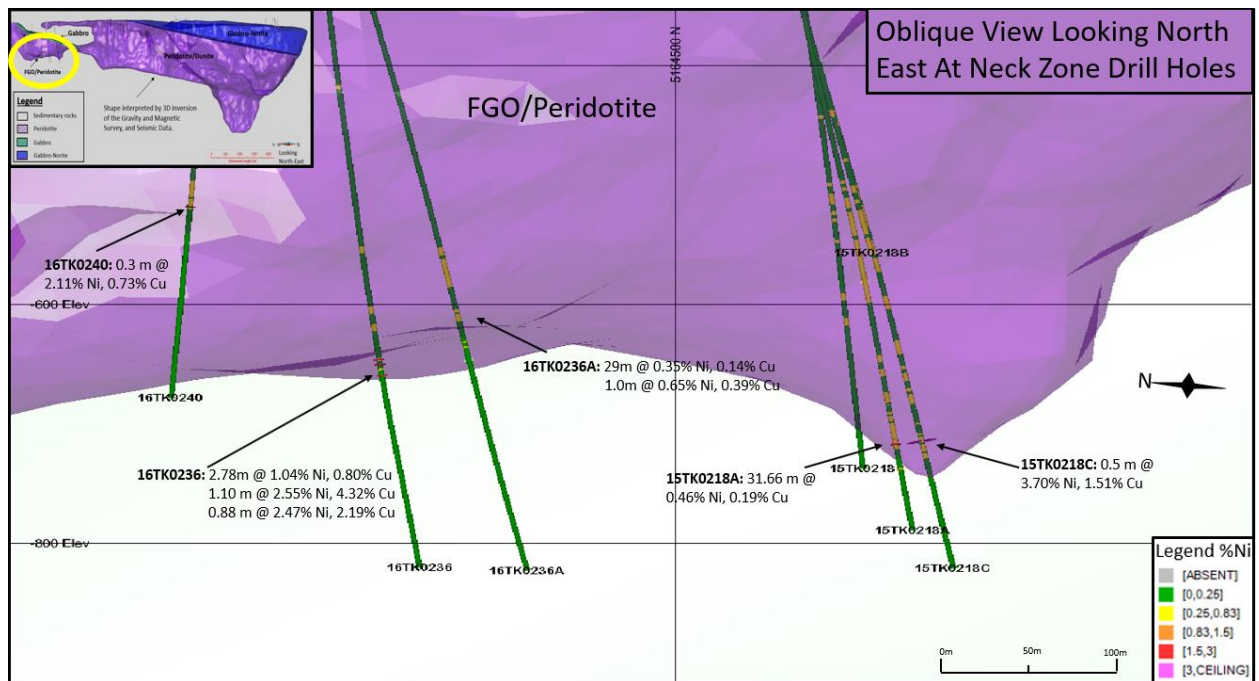 Gabbro
Gabbro-Norite
Peridotite/Dunite
FGO/Peridotite
Shape interpreted by 3D inversion
of the Gravity and Magnetic
Survey, and Seismic Data.
Legend
Sedimentary rocks
Peridotite
Gabbro
Gabbro-Norite
Looking
North-East
Oblique View Looking North
East At Neck Zone Drill Holes
5164500 N
FGO/Peridotite
15TK0218B
16TK0240: 0.3 m @
2.11% Ni, 0.73% Cu
-600 Elev
16TK0236A: 29m @ 0.35% Ni, 0.14% Cu
1.0m @ 0.65% Ni, 0.39% Cu
N
16TK0240
16TK0236: 2.78m @ 1.04% Ni, 0.80% Cu
1.10 m @ 2.55% Ni, 4.32% Cu
0.88 m @ 2.47% Ni, 2.19% Cu
15TK0218
15TK0218A: 31.66 m @
0.46% Ni, 0.19% Cu
15TK0218C: 0.5 m @
3.70% Ni, 1.51% Cu
15TK0218A
-800 Elev
16TK0236
16TK0236A
15TK0218C
Legend %Ni
[ABSENT]
[0,0.25]
[0.25,0.83]
[0.83,1.5]
[1.5,3]
[3,CEILING]
0m
50m
100m